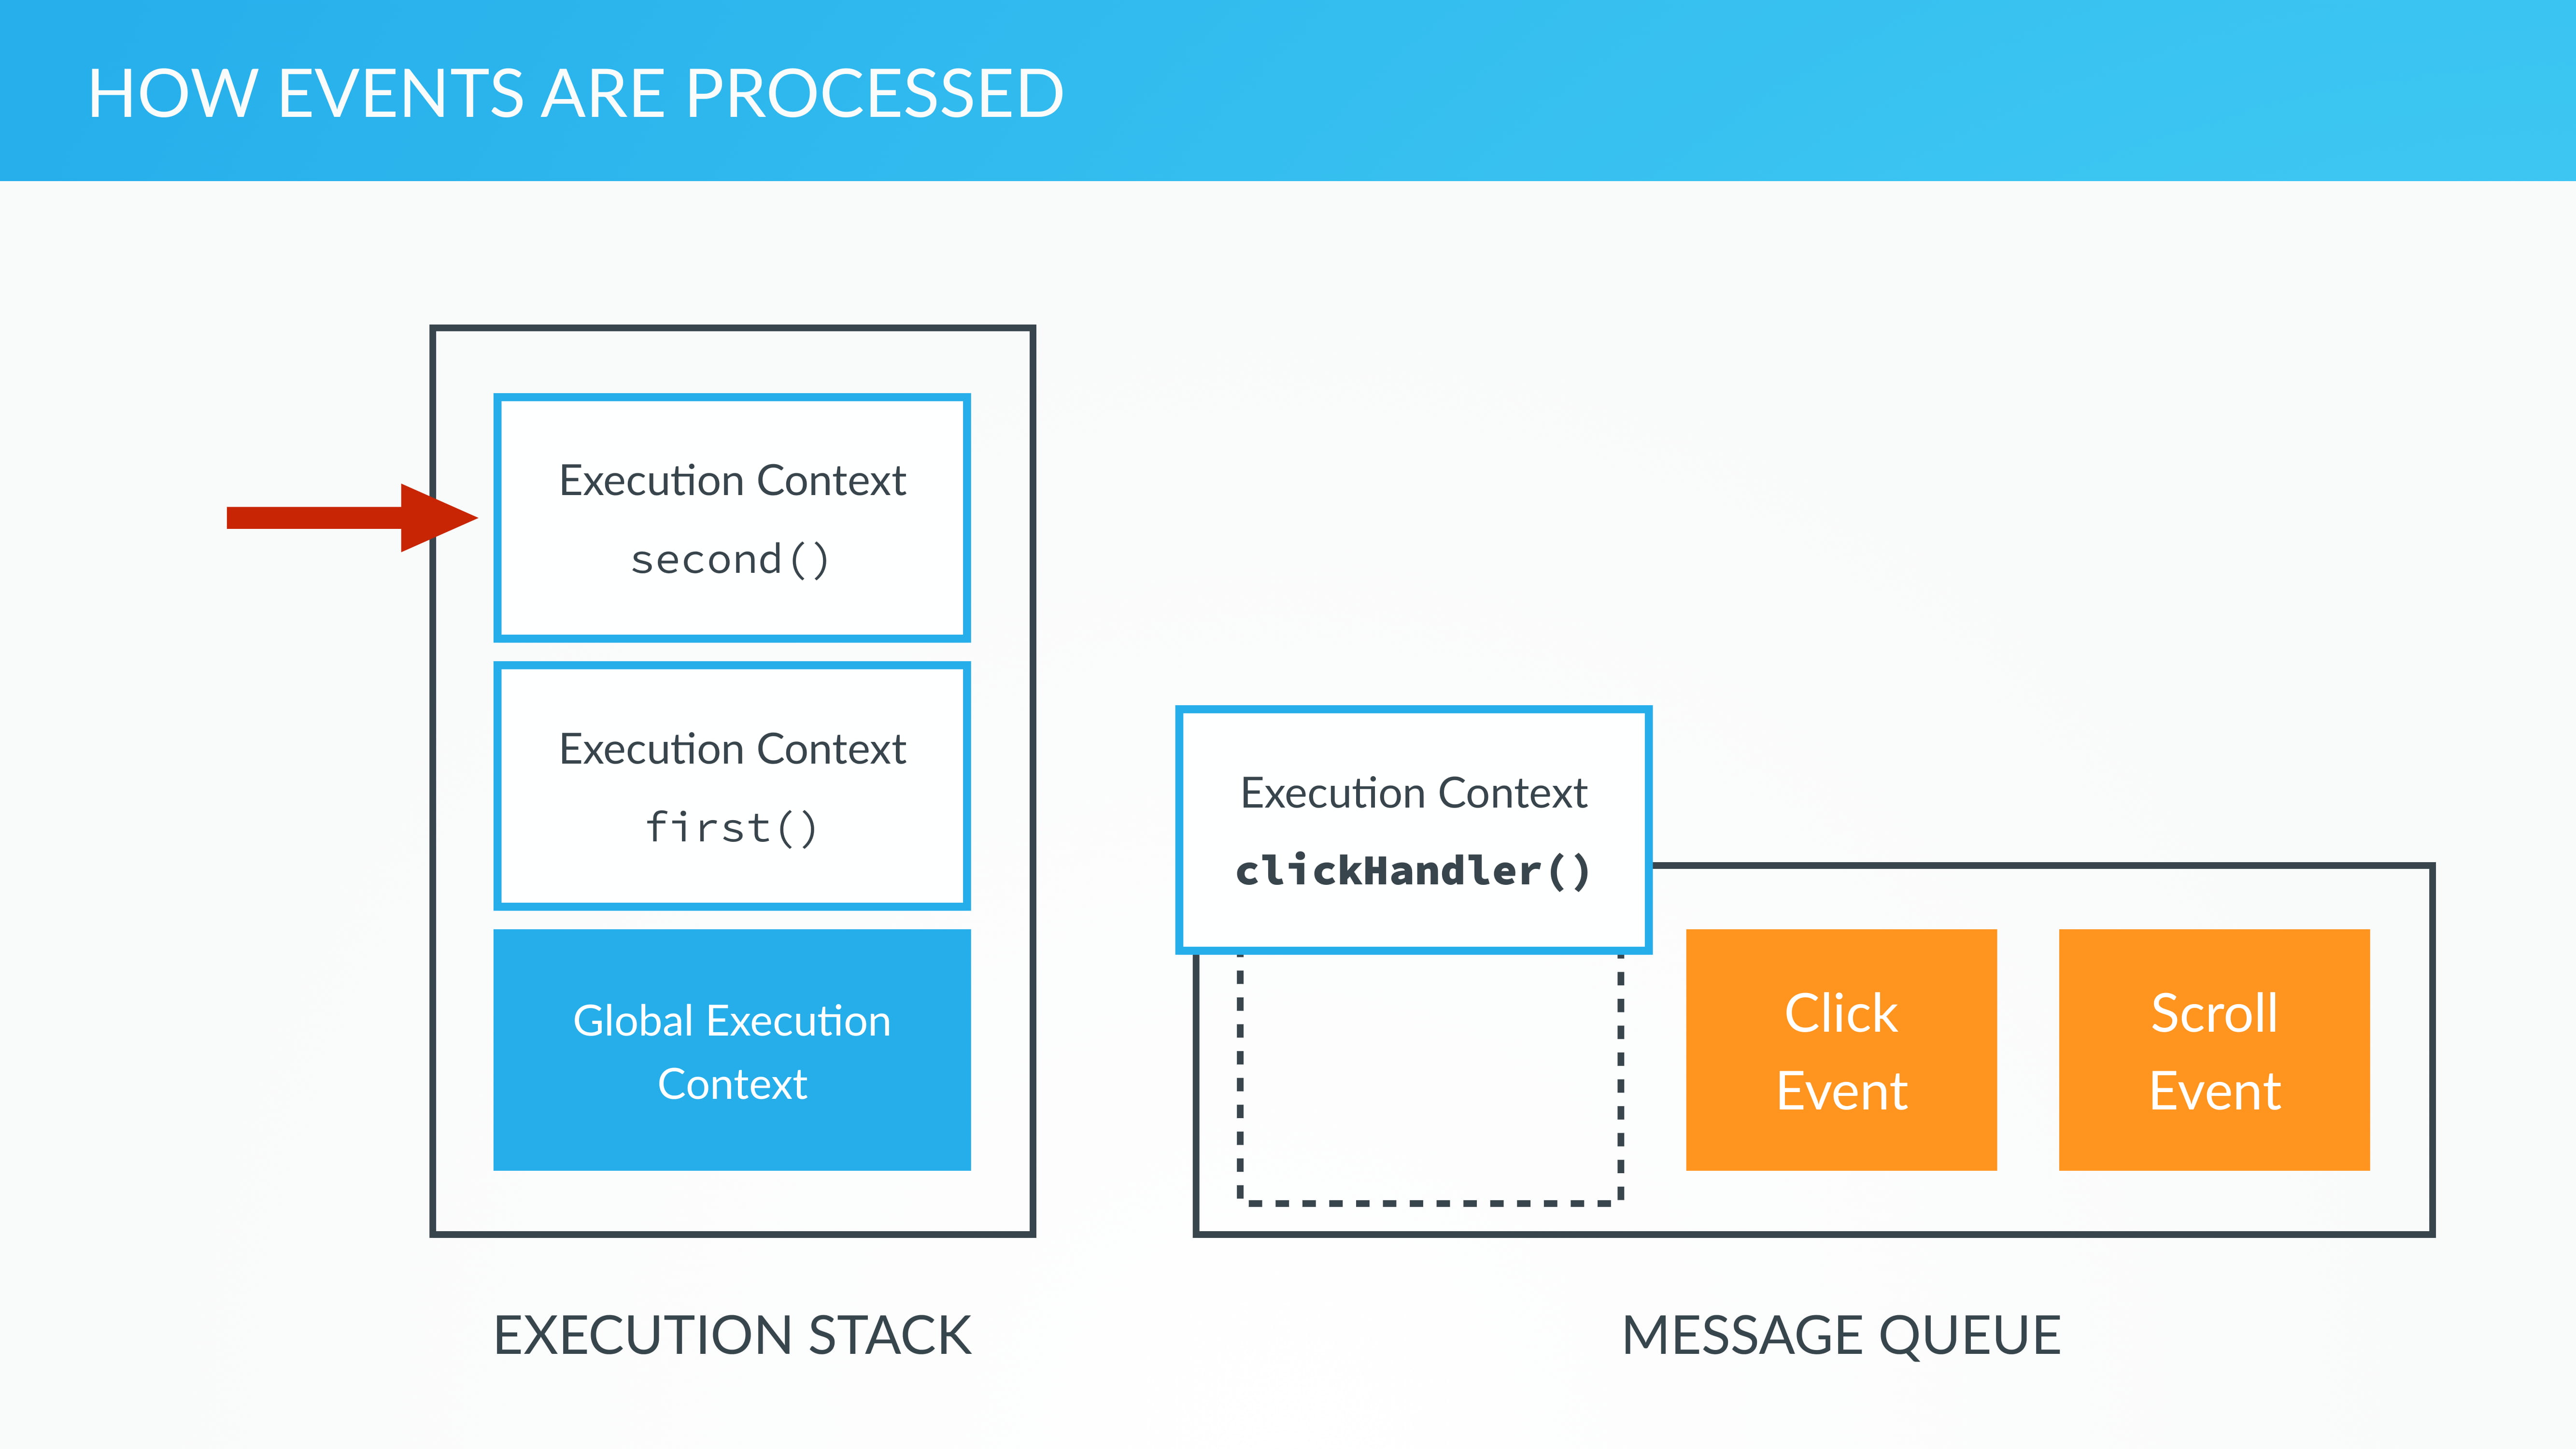 HOW EVENTS ARE PROCESSED
Execution Context
second()
Execution Context
first()
Global Execution
Context
EXECUTION STACK
Execution Context
clickHandler()
Click
Event
Scroll
Event
MESSAGE QUEUE